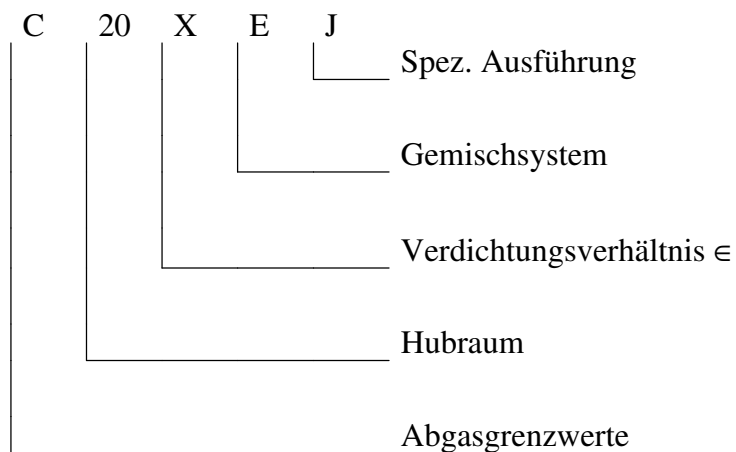 C 20 X E J
Spez. Ausführung
Gemischsystem
Verdichtungsverhältnis ∈
Hubraum
Abgasgrenzwerte